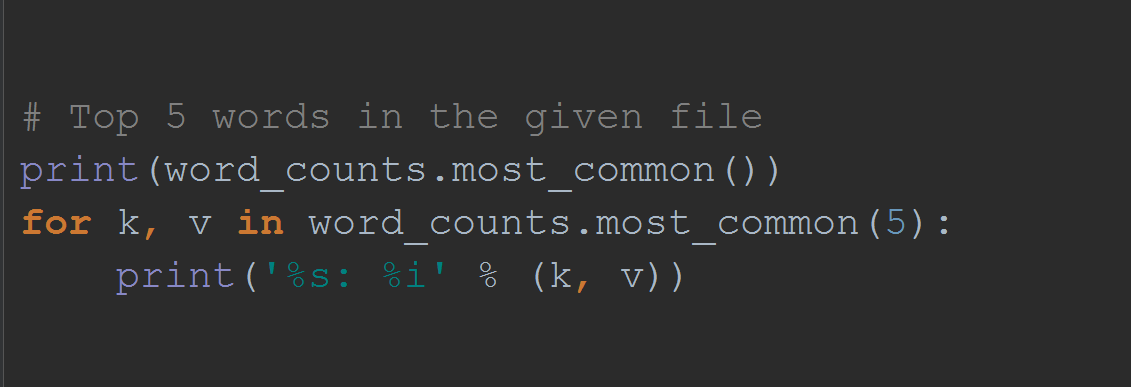 # Top 5 words in the given file
print(word_counts.most_common())
for k, v in word_counts.most_common(5):
    print('%s: %i' % (k, v))